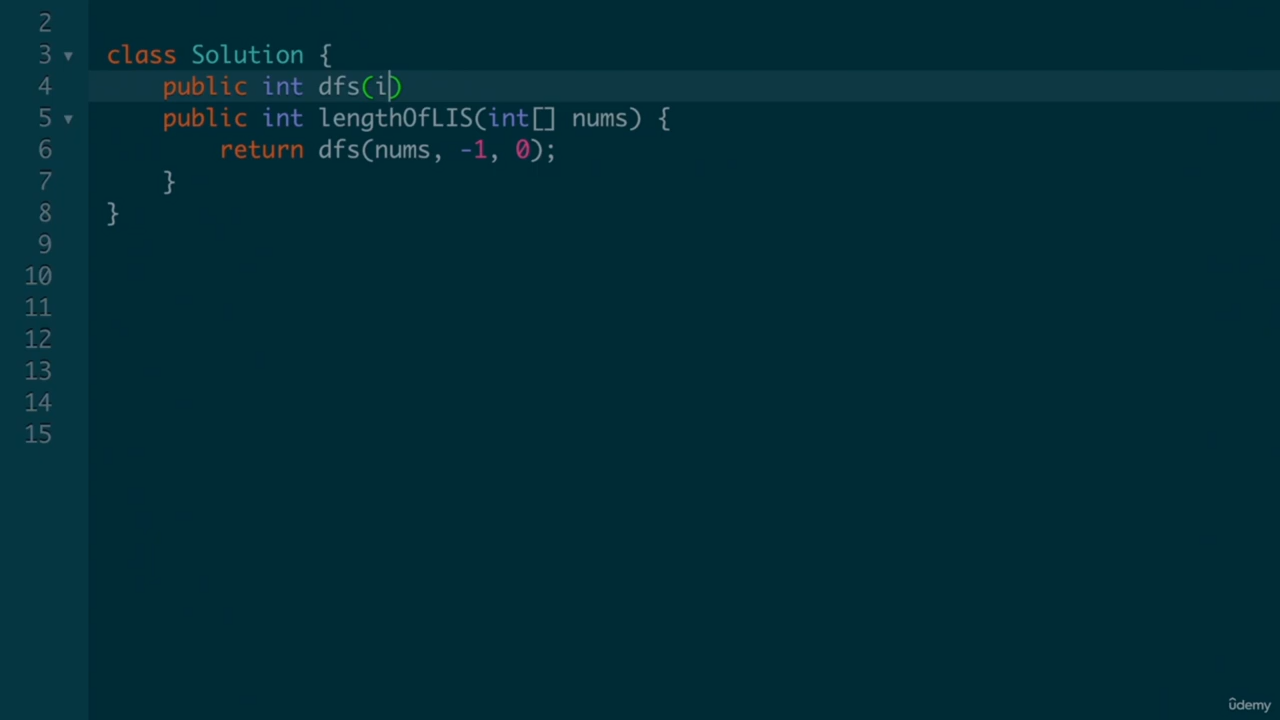 2
3 class Solution {
4 public int dfs(i)
5 public int lengthOfLIS(int[] nums) {
6 return dfs(nums, -1, 0);
7 }
8 }
9
10
11
12
13
14
15
ûdemy